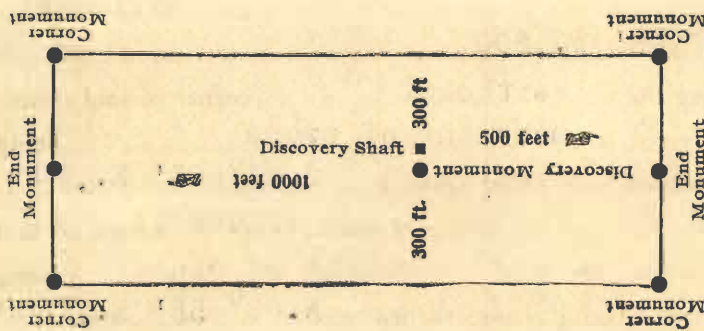 Corner
Monument
Corner
Monument
300 ft
500 feet
Discovery Shaft
End
Monument
Discovery Monument
End
Monument
1000 feet
300 ft.
Corner
Monument
Corner
Monument